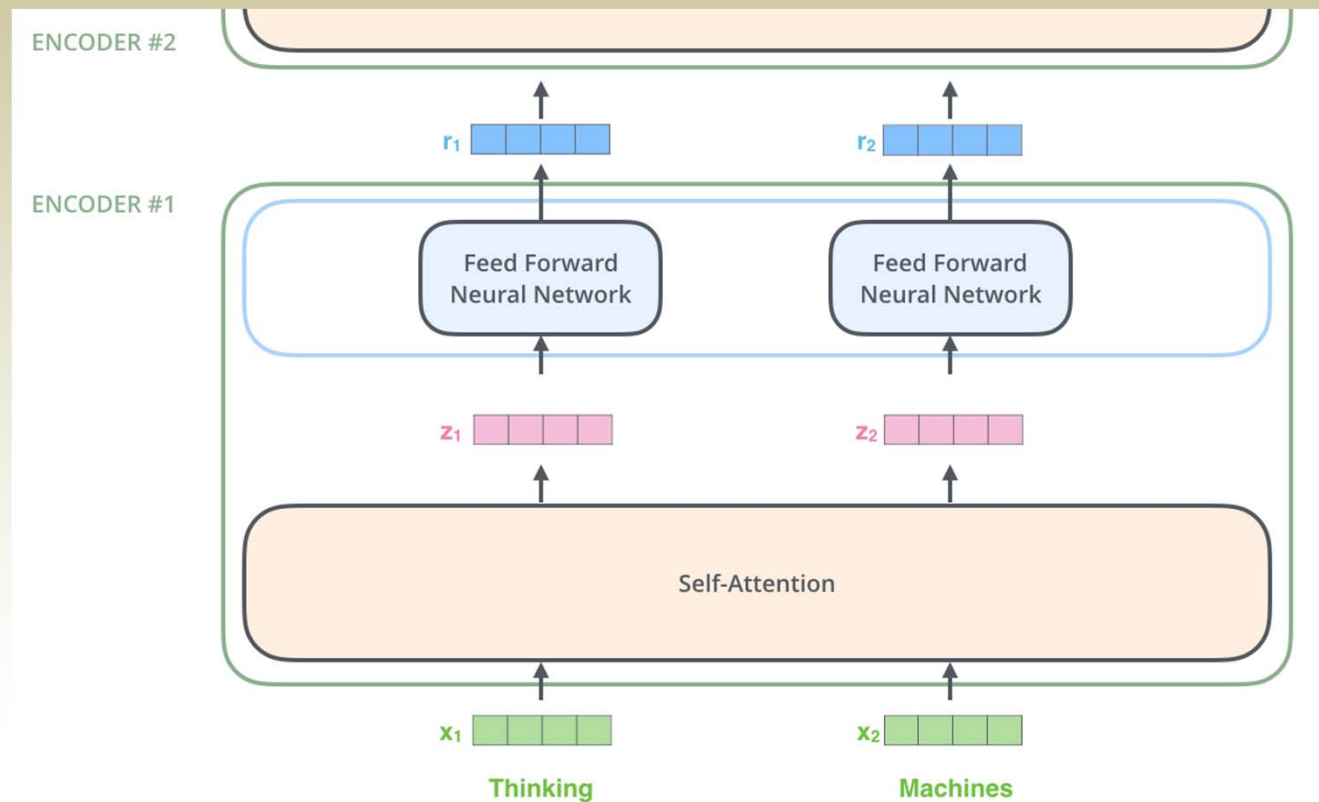 ENCODER #2
r₁
r₂
ENCODER #1
Feed Forward
Neural Network
Feed Forward
Neural Network
z₁
z₂
Self-Attention
x₁
x₂
Thinking
Machines